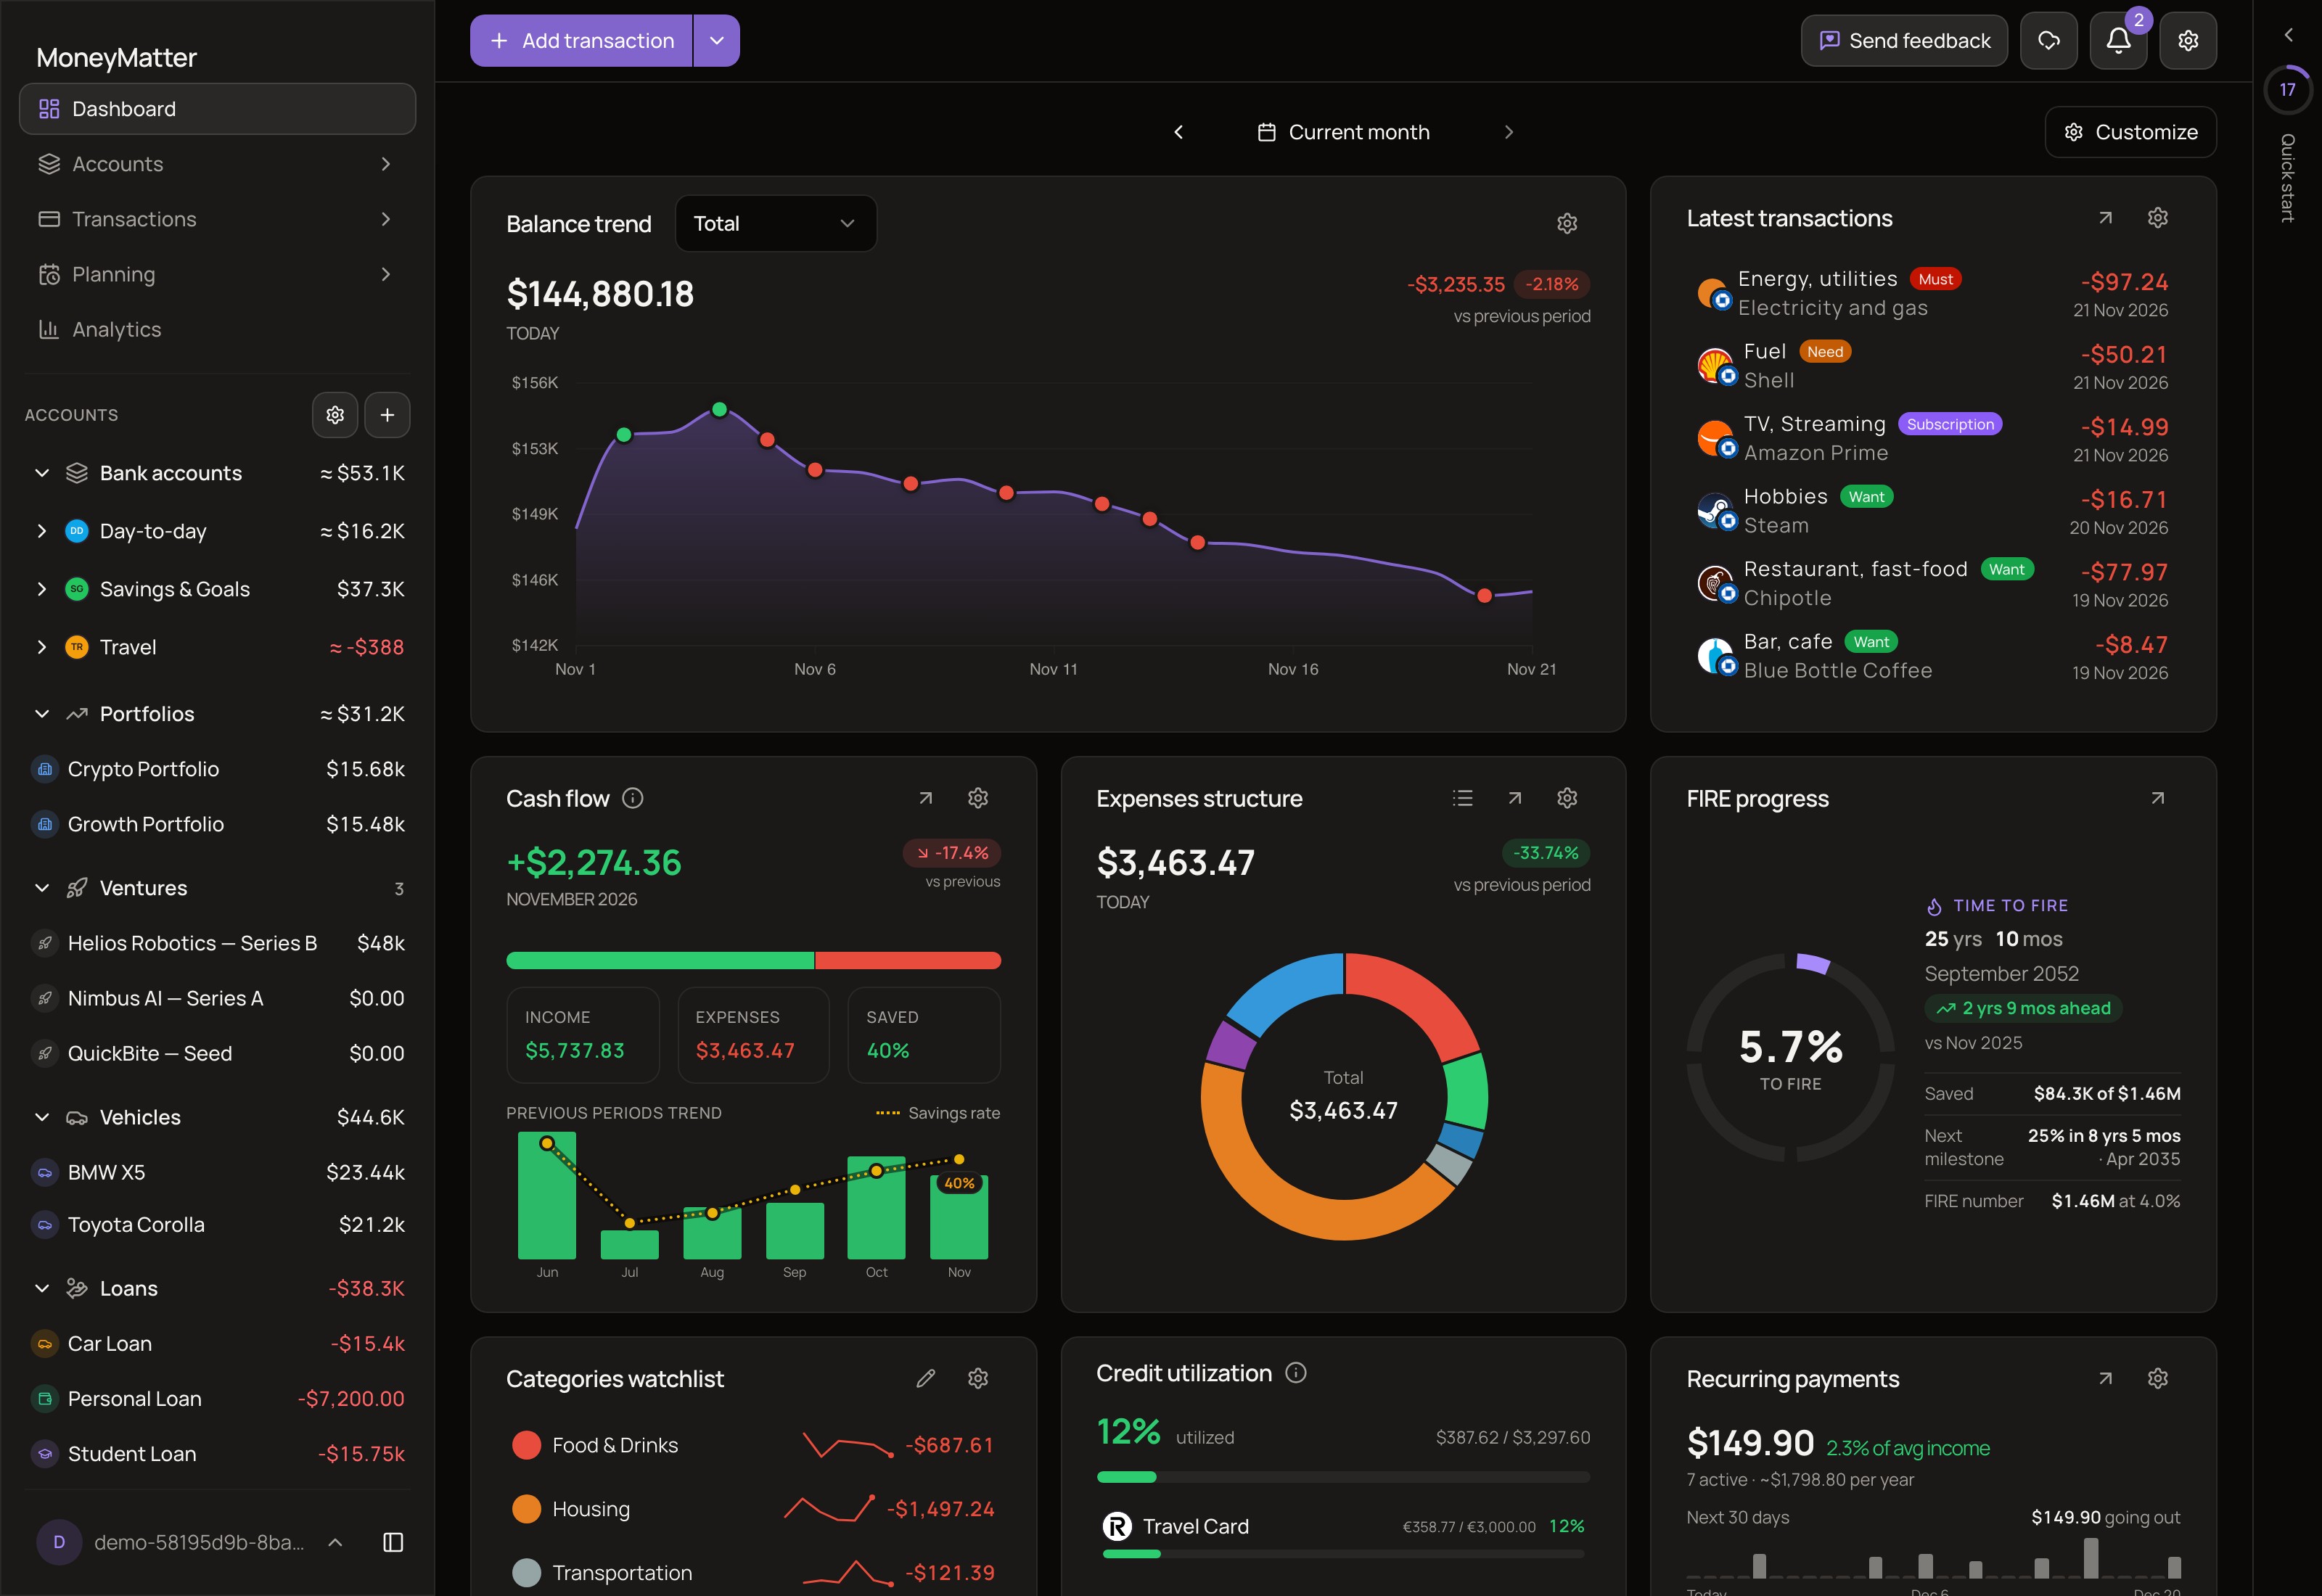 MoneyMatter
Dashboard
Accounts
Transactions
Planning
Analytics
ACCOUNTS
Bank accounts ≈ $53.1K
DD Day-to-day ≈ $16.2K
SG Savings & Goals $37.3K
TR Travel ≈ -$388
Portfolios ≈ $31.2K
Crypto Portfolio $15.68k
Growth Portfolio $15.48k
Ventures 3
Helios Robotics — Series B $48k
Nimbus AI — Series A $0.00
QuickBite — Seed $0.00
Vehicles $44.6K
BMW X5 $23.44k
Toyota Corolla $21.2k
Loans -$38.3K
Car Loan -$15.4k
Personal Loan -$7,200.00
Student Loan -$15.75k
D demo-58195d9b-8ba...
Add transaction
Send feedback
2
17
Quick start
Current month
Customize
Balance trend Total
$144,880.18
TODAY
-$3,235.35 -2.18%
vs previous period
$156K
$153K
$149K
$146K
$142K
Nov 1 Nov 6 Nov 11 Nov 16 Nov 21
Latest transactions
Energy, utilities Must -$97.24
Electricity and gas 21 Nov 2026
Fuel Need -$50.21
Shell 21 Nov 2026
TV, Streaming Subscription -$14.99
Amazon Prime 21 Nov 2026
Hobbies Want -$16.71
Steam 20 Nov 2026
Restaurant, fast-food Want -$77.97
Chipotle 19 Nov 2026
Bar, cafe Want -$8.47
Blue Bottle Coffee 19 Nov 2026
Cash flow
+$2,274.36 -17.4%
NOVEMBER 2026 vs previous
INCOME EXPENSES SAVED
$5,737.83 $3,463.47 40%
PREVIOUS PERIODS TREND Savings rate
40%
Jun Jul Aug Sep Oct Nov
Expenses structure
$3,463.47 -33.74%
TODAY vs previous period
Total
$3,463.47
FIRE progress
5.7%
TO FIRE
TIME TO FIRE
25 yrs 10 mos
September 2052
2 yrs 9 mos ahead
vs Nov 2025
Saved $84.3K of $1.46M
Next milestone 25% in 8 yrs 5 mos · Apr 2035
FIRE number $1.46M at 4.0%
Categories watchlist
Food & Drinks -$687.61
Housing -$1,497.24
Transportation -$121.39
Credit utilization
12% utilized $387.62 / $3,297.60
Travel Card €358.77 / €3,000.00 12%
Recurring payments
$149.90 2.3% of avg income
7 active · ~$1,798.80 per year
Next 30 days $149.90 going out
Today Dec 6 Dec 20